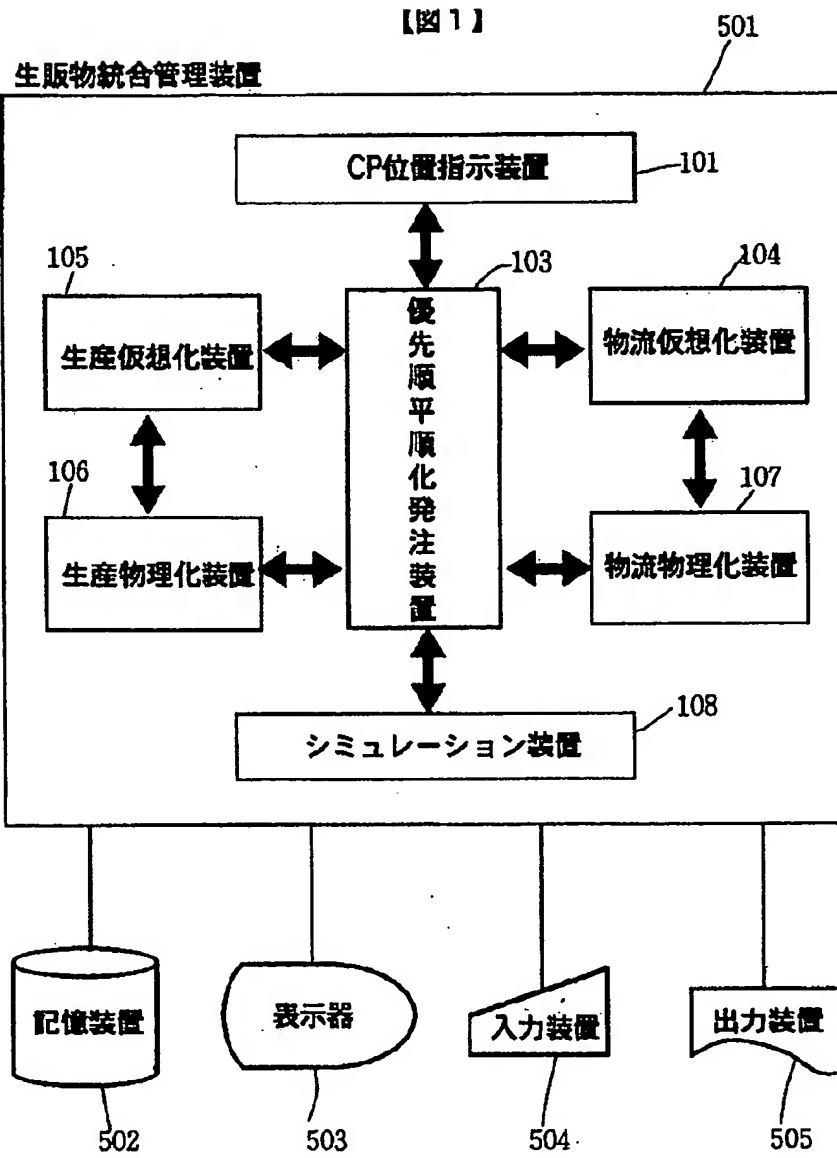 【図1】
501
生販物統合管理装置
CP位置指示装置
101
105
103
104
生産仮想化装置
優先順平順化発注装置
物流仮想化装置
106
107
生産物理化装置
物流物理化装置
108
シミュレーション装置
記憶装置
表示器
入力装置
出力装置
502
503
504
505